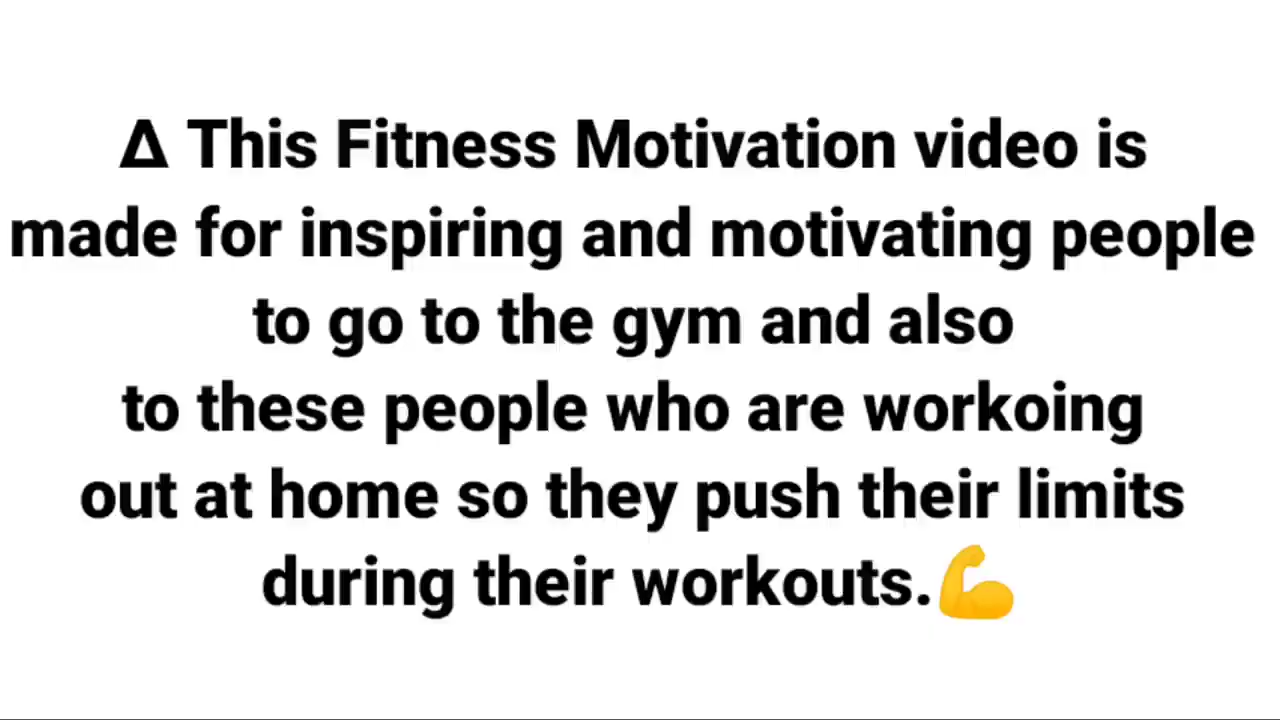 Δ This Fitness Motivation video is
made for inspiring and motivating people
to go to the gym and also
to these people who are workoing
out at home so they push their limits
during their workouts.💪